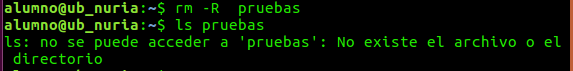 alumno@ub_nuria:~$ rm -R  pruebas
alumno@ub_nuria:~$ ls pruebas
ls: no se puede acceder a 'pruebas': No existe el archivo o el
 directorio